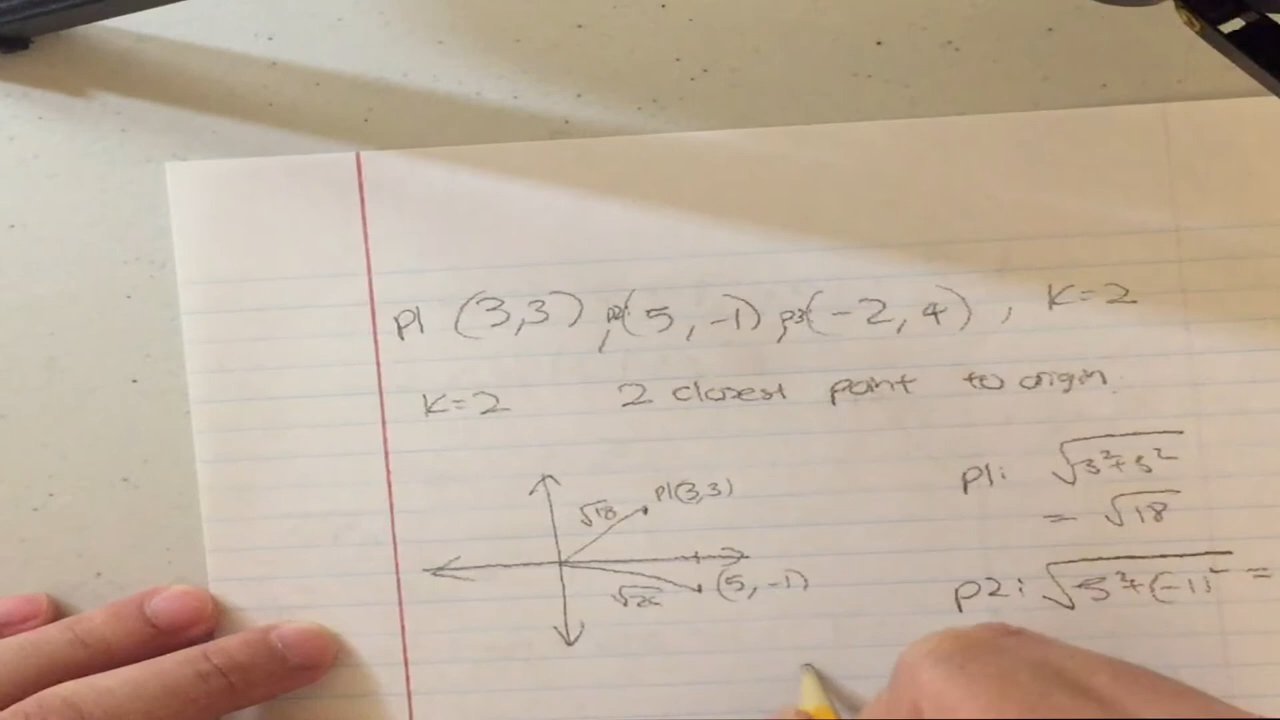 p1 (3,3), p2(5,-1), p3(-2,4), K=2
K=2 2 closest point to origin
√18 p1(3,3)
(5,-1)
p1: √3²+3²
= √18
p2: √5²+(-1)² =